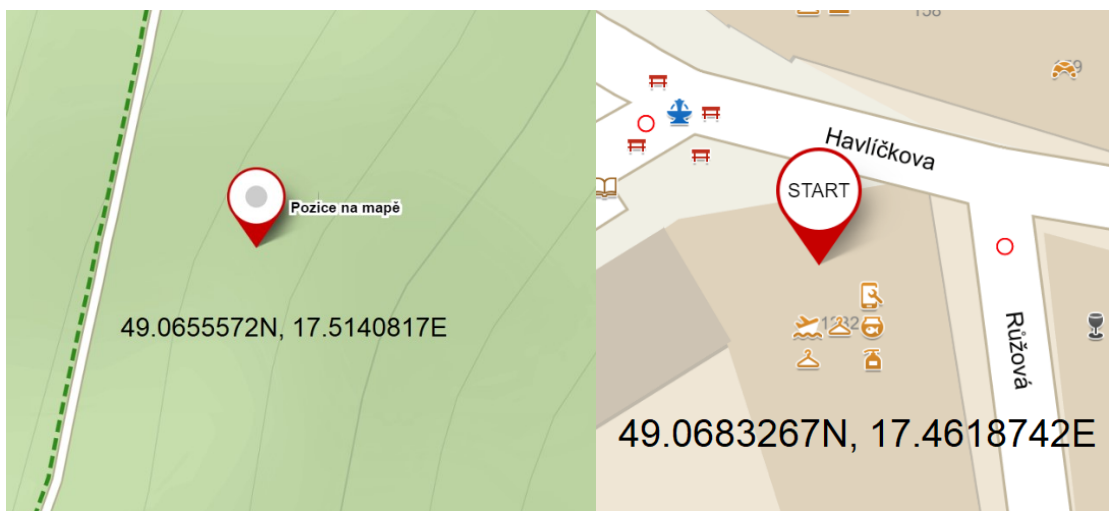 Pozice na mapě
49.0655572N, 17.5140817E
Havlíčkova
START
Růžová
49.0683267N, 17.4618742E